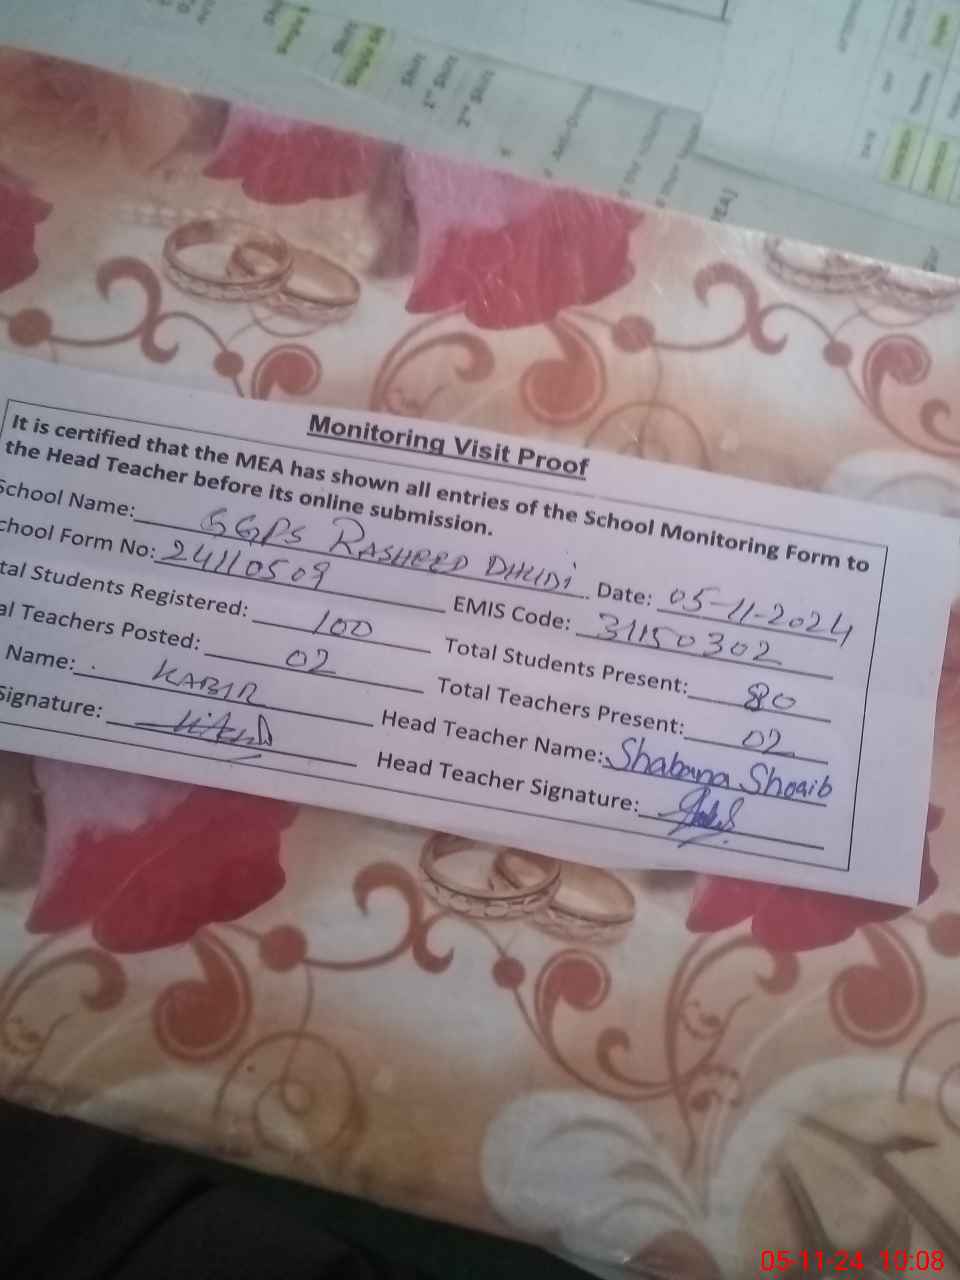 Monitoring Visit Proof
It is certified that the MEA has shown all entries of the School Monitoring Form to
the Head Teacher before its online submission.
School Name: GGPS RASHEED DHUDI Date: 05-11-2024
chool Form No: 24110509 EMIS Code: 31150302
tal Students Registered: 100 Total Students Present: 80
al Teachers Posted: 02 Total Teachers Present: 02
Name: KABIR Head Teacher Name: Shabana Shoaib
Signature: Head Teacher Signature:
05-11-24 10:08